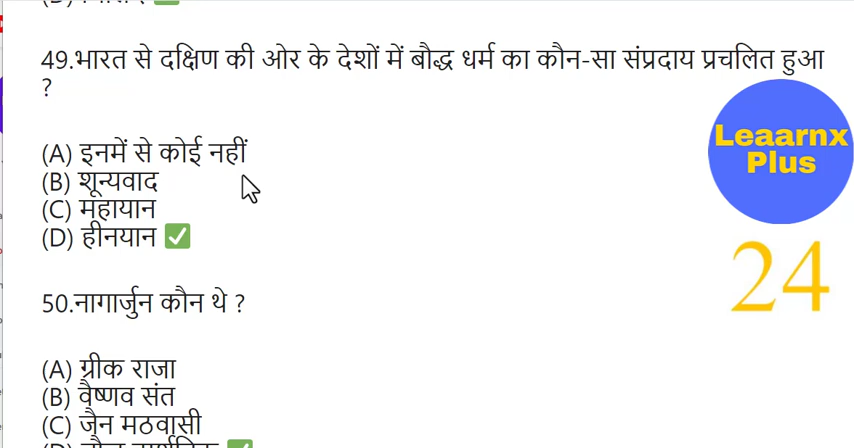 49.भारत से दक्षिण की ओर के देशों में बौद्ध धर्म का कौन-सा संप्रदाय प्रचलित हुआ
?
(A) इनमें से कोई नहीं
(B) शून्यवाद
(C) महायान
(D) हीनयान ✅
Leaarnx
Plus
24
50.नागार्जुन कौन थे ?
(A) ग्रीक राजा
(B) वैष्णव संत
(C) जैन मठवासी